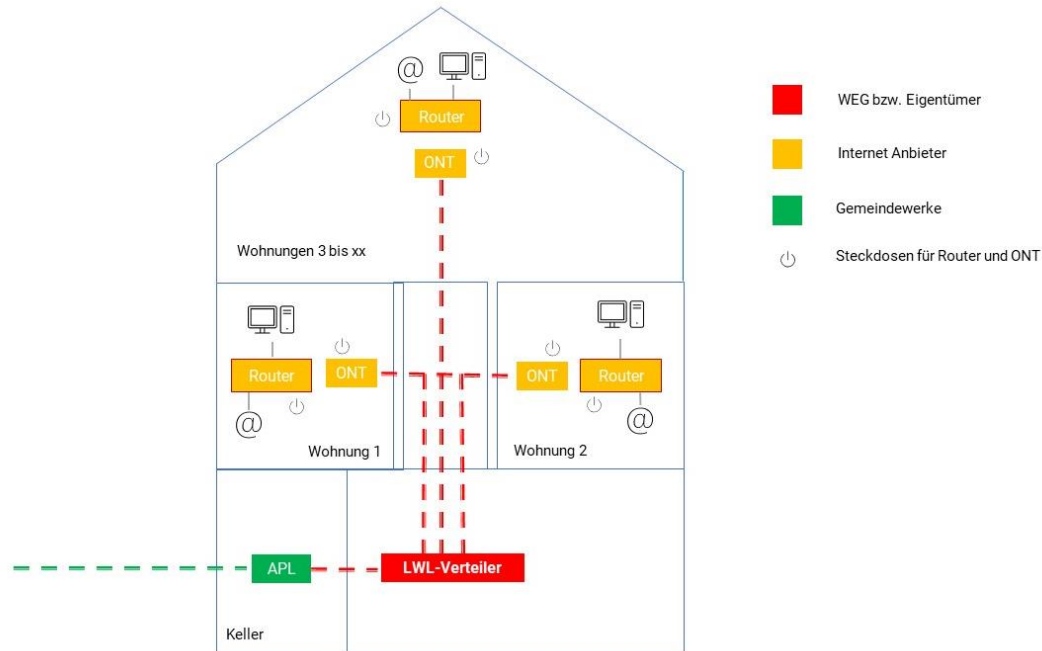 @
Router
ONT
Wohnungen 3 bis xx
Router
ONT
@
Wohnung 1
ONT
Router
@
Wohnung 2
APL
LWL-Verteiler
Keller
WEG bzw. Eigentümer
Internet Anbieter
Gemeindewerke
Steckdosen für Router und ONT